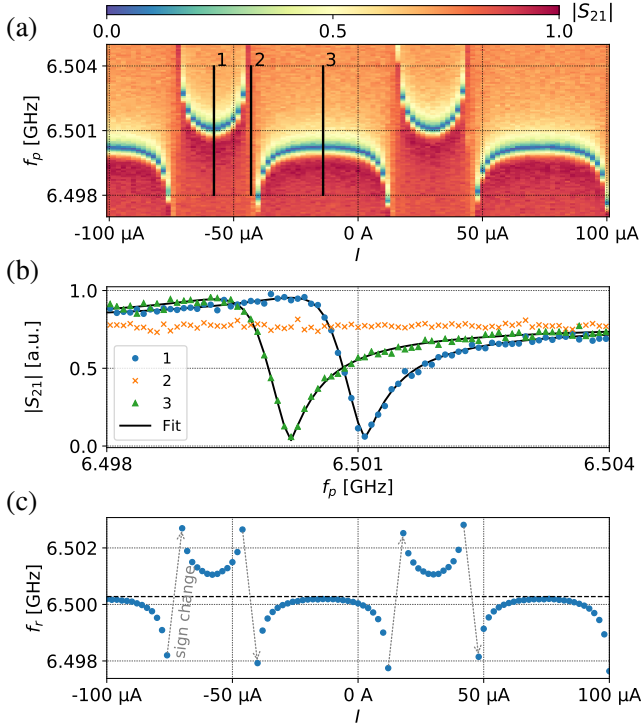 (a)
0.0 0.5 1.0 |S21|
1 2 3
6.504
6.501
6.498
fp [GHz]
-100 µA -50 µA 0 A 50 µA 100 µA
I
(b)
1.0
0.5
0.0
|S21| [a.u.]
1
2
3
Fit
6.498 6.501 6.504
fp [GHz]
(c)
6.502
6.500
6.498
fr [GHz]
sign change
-100 µA -50 µA 0 A 50 µA 100 µA
I